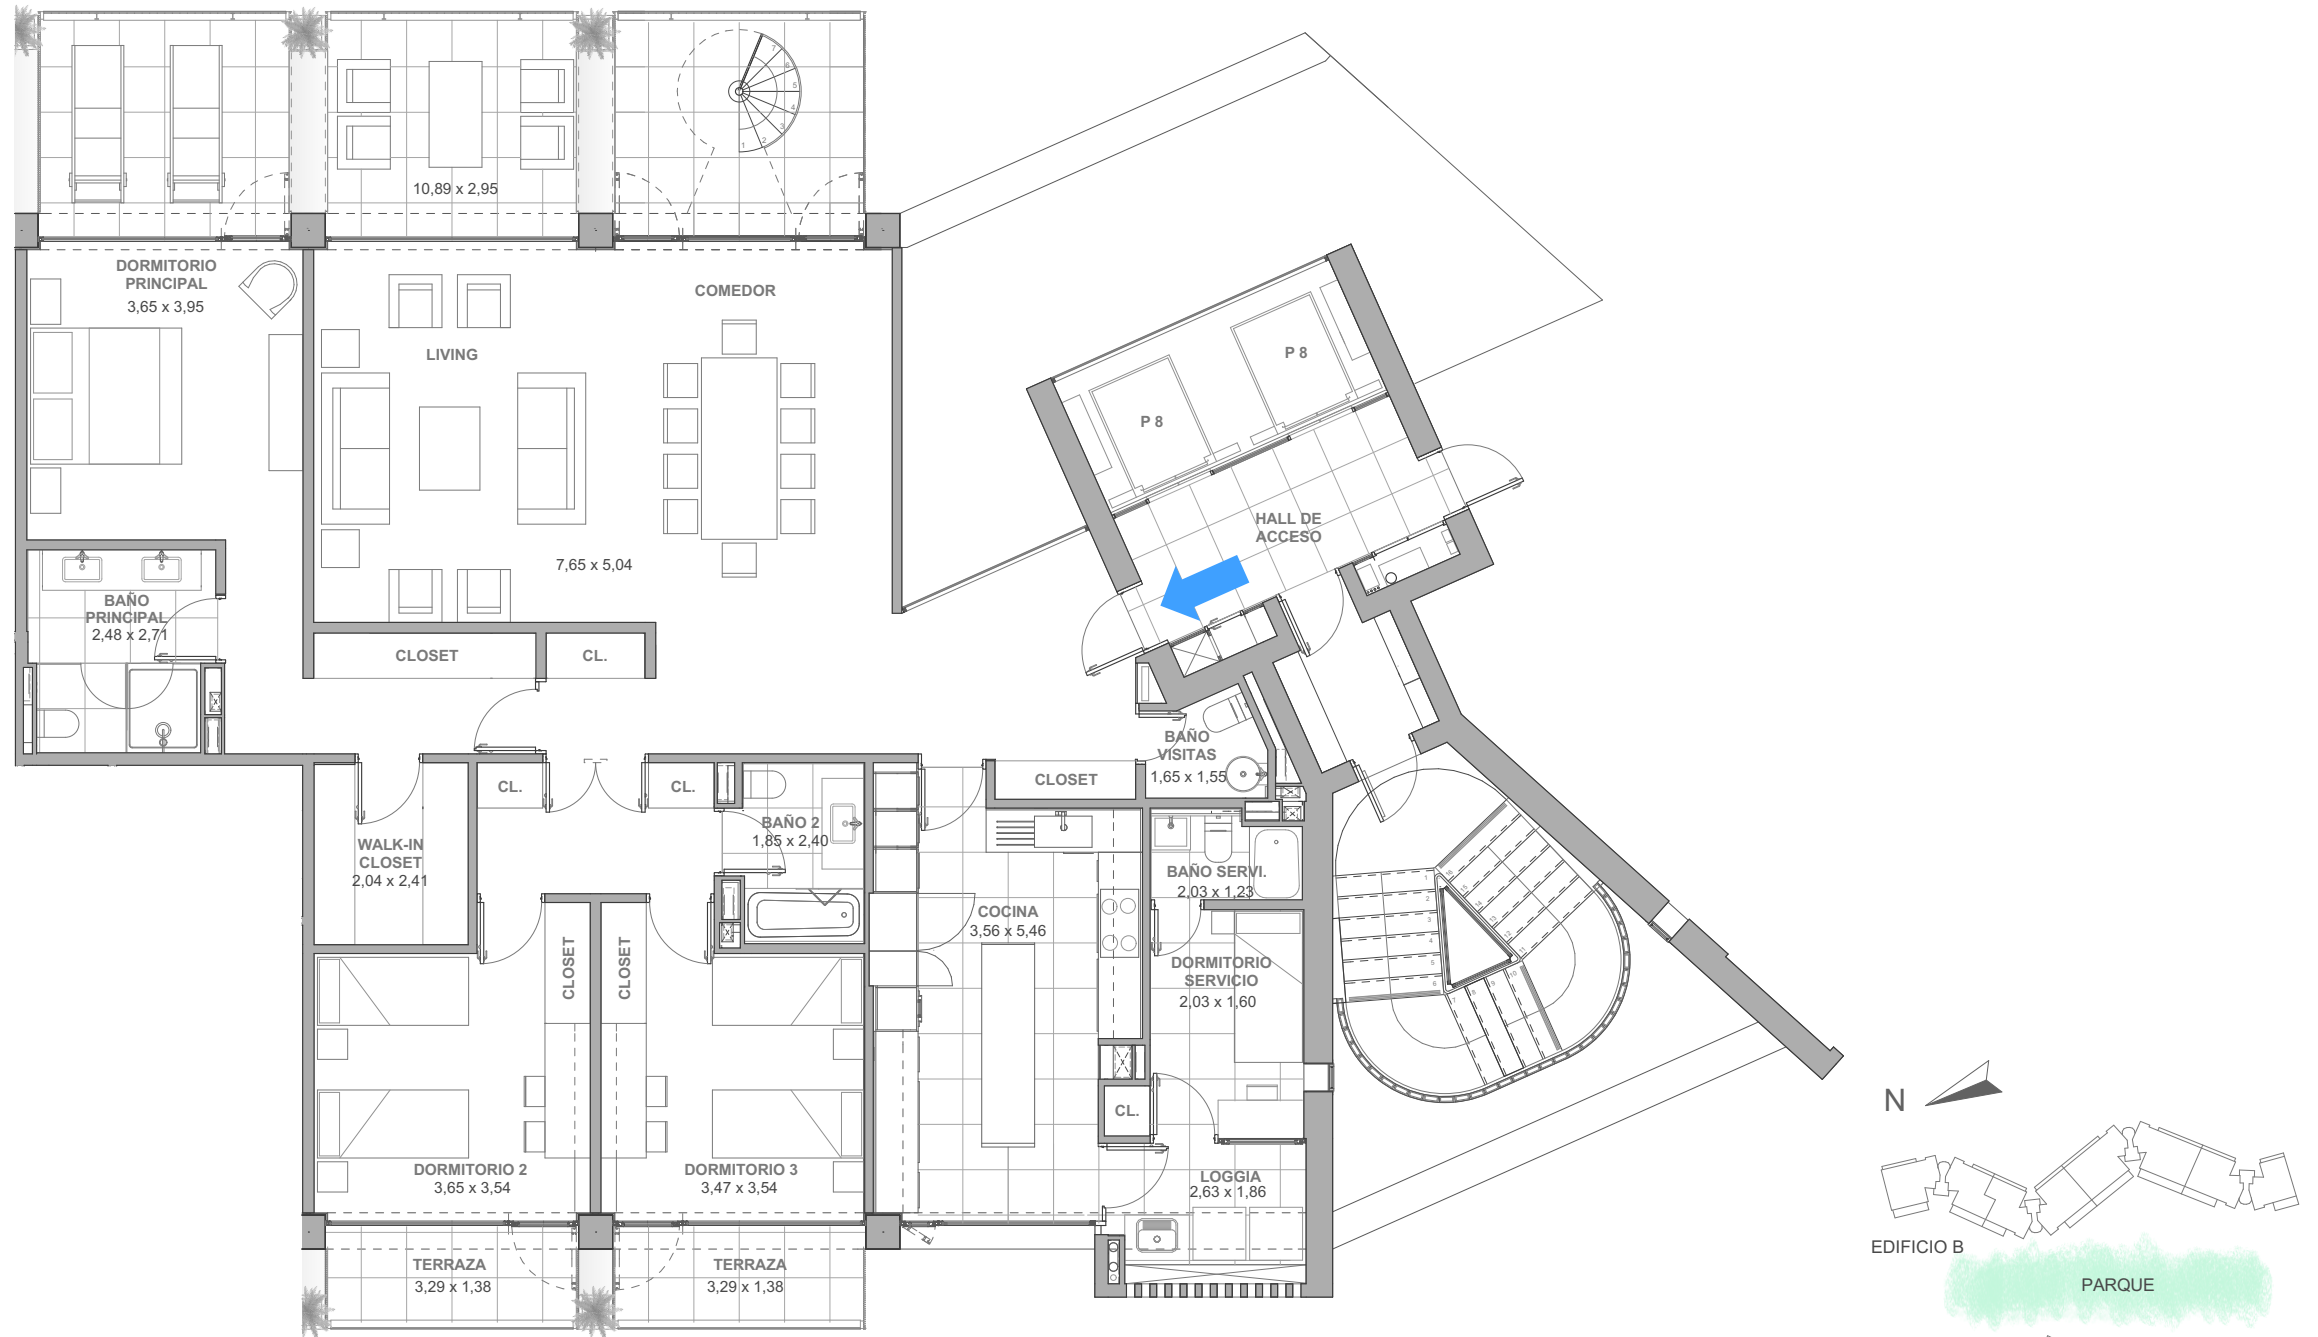 10,89 x 2,95
DORMITORIO
PRINCIPAL
3,65 x 3,95
COMEDOR
LIVING
7,65 x 5,04
P 8
P 8
HALL DE
ACCESO
BAÑO
PRINCIPAL
2,48 x 2,71
CLOSET
CL.
BAÑO
VISITAS
1,65 x 1,55
CLOSET
CL.
CL.
WALK-IN
CLOSET
2,04 x 2,41
BAÑO 2
1,85 x 2,40
BAÑO SERVI.
2,03 x 1,23
COCINA
3,56 x 5,46
CLOSET
CLOSET
DORMITORIO
SERVICIO
2,03 x 1,60
CL.
DORMITORIO 2
3,65 x 3,54
DORMITORIO 3
3,47 x 3,54
LOGGIA
2,63 x 1,86
TERRAZA
3,29 x 1,38
TERRAZA
3,29 x 1,38
N
EDIFICIO B
PARQUE